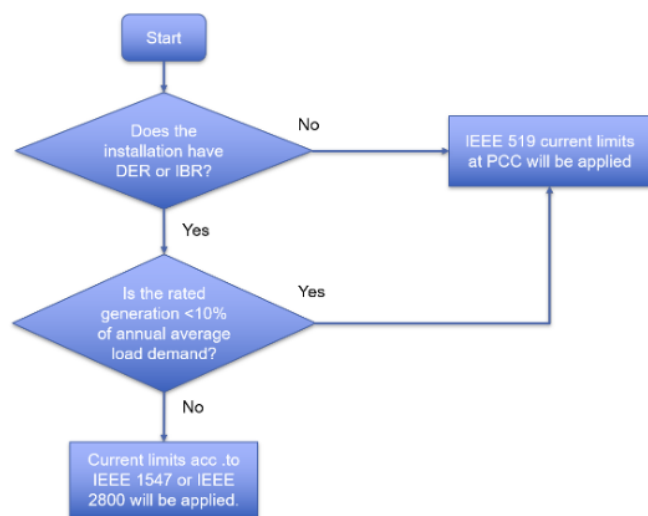 Start
Does the
installation have
DER or IBR?
No
IEEE 519 current limits
at PCC will be applied
Yes
Is the rated
generation <10%
of annual average
load demand?
Yes
No
Current limits acc .to
IEEE 1547 or IEEE
2800 will be applied.